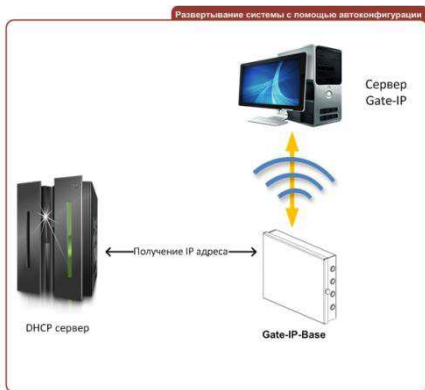 Развертывание системы с помощью автоконфигурации
Сервер
Gate-IP
Получение IP адреса
DHCP сервер
Gate-IP-Base